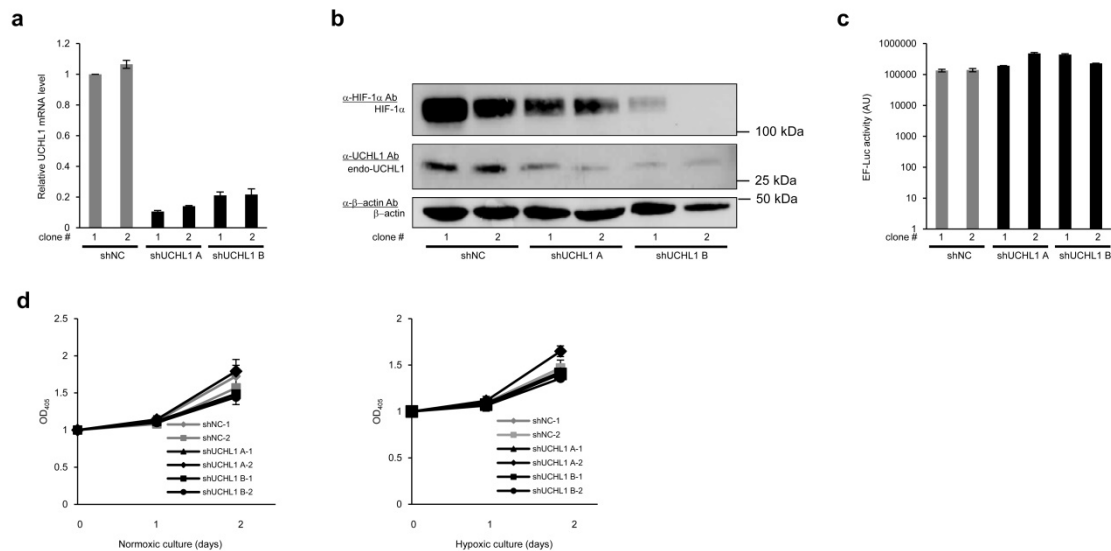 a
Relative UCHL1 mRNA level
1.2
1
0.8
0.6
0.4
0.2
0
clone #
1 2 1 2 1 2
shNC shUCHL1 A shUCHL1 B
b
α-HIF-1α Ab
HIF-1α
100 kDa
α-UCHL1 Ab
endo-UCHL1
25 kDa
α-β-actin Ab
β-actin
50 kDa
clone #
1 2 1 2 1 2
shNC shUCHL1 A shUCHL1 B
c
EF-Luc activity (AU)
1000000
100000
10000
1000
100
10
1
clone #
1 2 1 2 1 2
shNC shUCHL1 A shUCHL1 B
d
OD405
2.5
2
1.5
1
0.5
0
shNC-1
shNC-2
shUCHL1 A-1
shUCHL1 A-2
shUCHL1 B-1
shUCHL1 B-2
0 1 2
Normoxic culture (days)
OD405
2
1.5
1
0.5
0
shNC-1
shNC-2
shUCHL1 A-1
shUCHL1 A-2
shUCHL1 B-1
shUCHL1 B-2
0 1 2
Hypoxic culture (days)